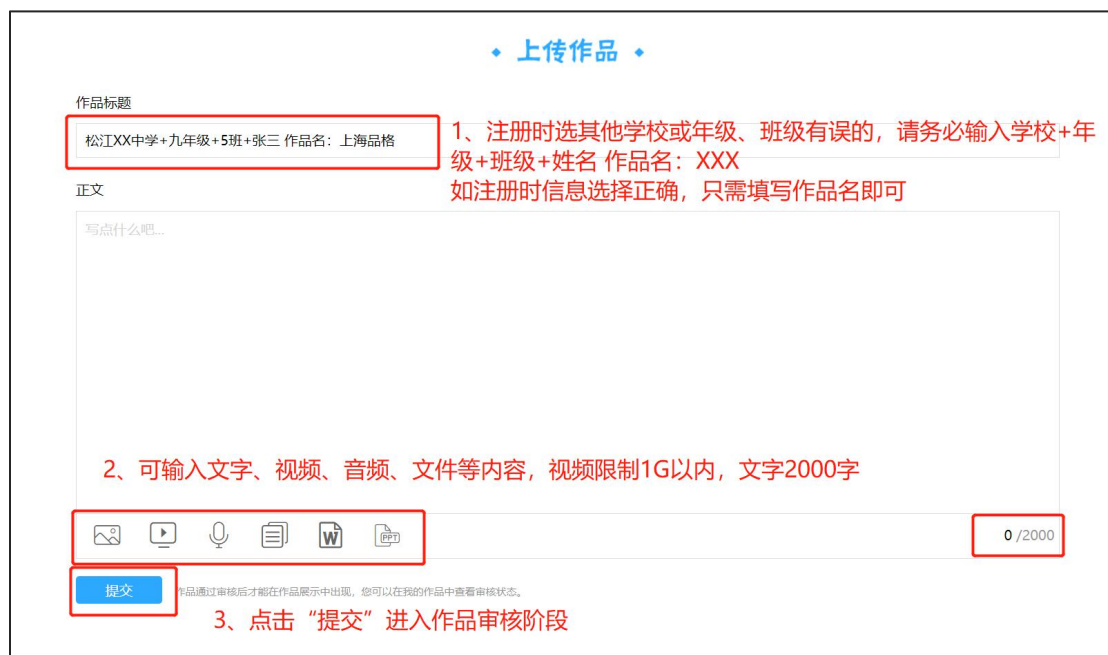 上传作品
作品标题
松江XX中学+九年级+5班+张三 作品名：上海品格
1、注册时选其他学校或年级、班级有误的，请务必输入学校+年
级+班级+姓名 作品名：XXX
如注册时信息选择正确，只需填写作品名即可
正文
写点什么吧...
2、可输入文字、视频、音频、文件等内容，视频限制1G以内，文字2000字
W
PPT
0 /2000
提交
作品通过审核后才能在作品展示中出现，您可以在我的作品中查看审核状态。
3、点击“提交”进入作品审核阶段